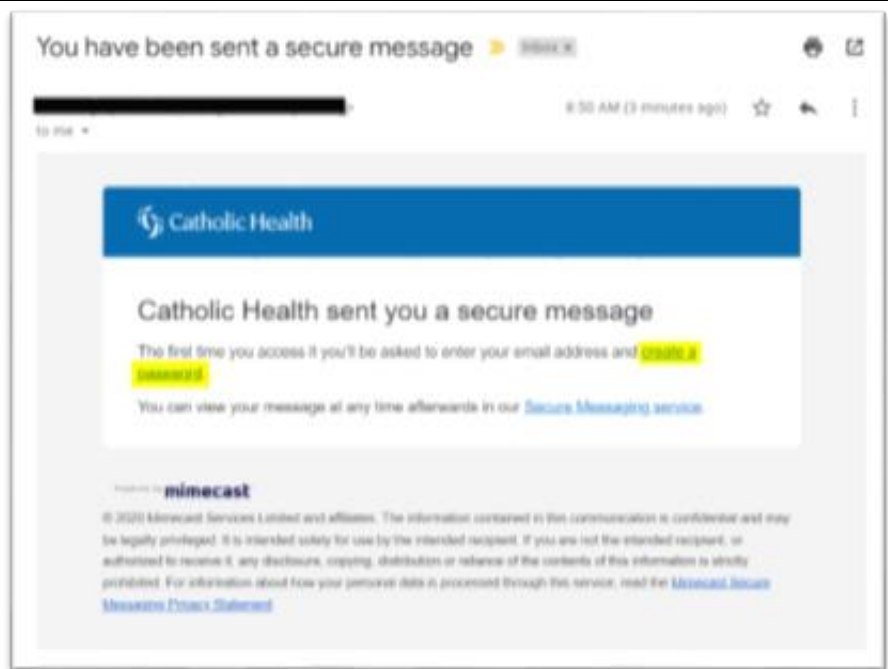 You have been sent a secure message Inbox ×
8:50 AM (3 minutes ago)
to me
Catholic Health
Catholic Health sent you a secure message
The first time you access it you'll be asked to enter your email address and create a
password.
You can view your message at any time afterwards in our Secure Messaging service.
Powered by mimecast
© 2020 Mimecast Services Limited and affiliates. The information contained in this communication is confidential and may
be legally privileged. It is intended solely for use by the intended recipient. If you are not the intended recipient, or
authorized to receive it, any disclosure, copying, distribution or reliance of the contents of this information is strictly
prohibited. For information about how your personal data is processed through this service, read the Mimecast Secure
Messaging Privacy Statement